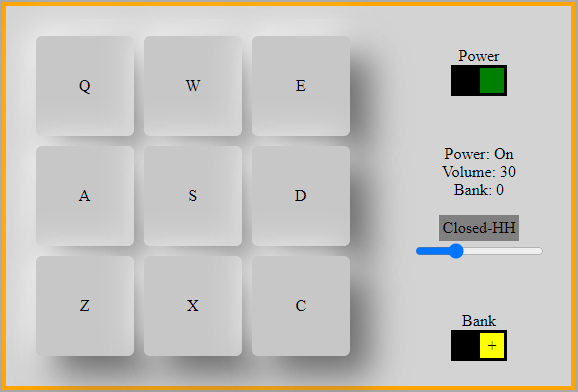 Q W E
A S D
Z X C
Power
Power: On
Volume: 30
Bank: 0
Closed-HH
Bank
+